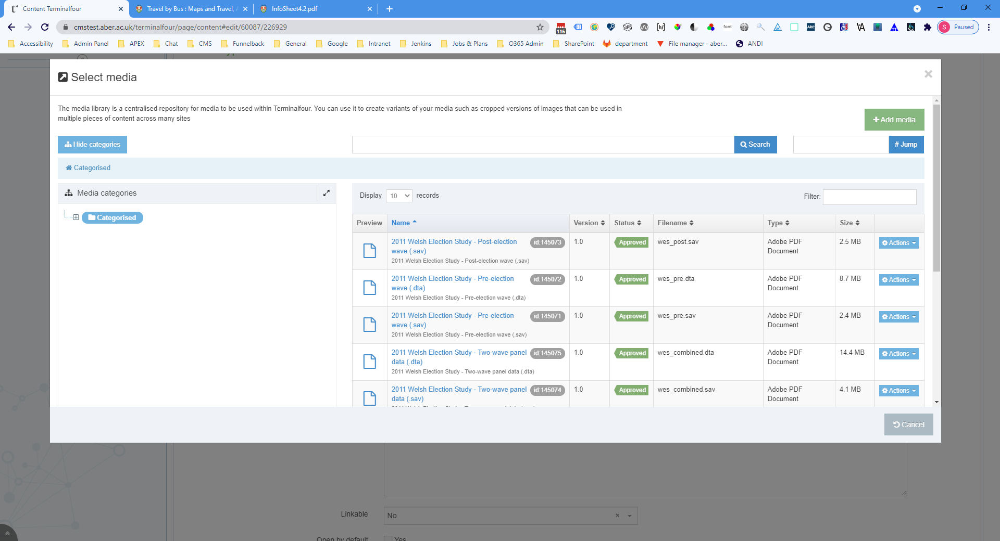 Content Terminalfour
Travel by Bus : Maps and Travel,
InfoSheet4.2.pdf
cmstest.aber.ac.uk/terminalfour/page/content#edit/60087/226929
116
font
ARC
S Paused
Accessibility
Admin Panel
APEX
Chat
CMS
Funnelback
General
Google
Intranet
Jenkins
Jobs & Plans
O365 Admin
SharePoint
department
File manager - aber...
ANDI
Select media
The media library is a centralised repository for media to be used within Terminalfour. You can use it to create variants of your media such as cropped versions of images that can be used in
multiple pieces of content across many sites
Add media
Hide categories
Search
# Jump
Categorised
Media categories
Categorised
Display 10 records
Filter:
Preview Name Version Status Filename Type Size
2011 Welsh Election Study - Post-election id:145073 1.0 Approved wes_post.sav Adobe PDF 2.5 MB Actions
wave (.sav) Document
2011 Welsh Election Study - Post-election wave (.sav)
2011 Welsh Election Study - Pre-election id:145072 1.0 Approved wes_pre.dta Adobe PDF 8.7 MB Actions
wave (.dta) Document
2011 Welsh Election Study - Pre-election wave (.dta)
2011 Welsh Election Study - Pre-election id:145071 1.0 Approved wes_pre.sav Adobe PDF 2.4 MB Actions
wave (.sav) Document
2011 Welsh Election Study - Pre-election wave (.sav)
2011 Welsh Election Study - Two-wave panel id:145075 1.0 Approved wes_combined.dta Adobe PDF 14.4 MB Actions
data (.dta) Document
2011 Welsh Election Study - Two-wave panel data (.dta)
2011 Welsh Election Study - Two-wave panel id:145074 1.0 Approved wes_combined.sav Adobe PDF 4.1 MB Actions
data (.sav) Document
Cancel
Linkable No
Open by default Yes